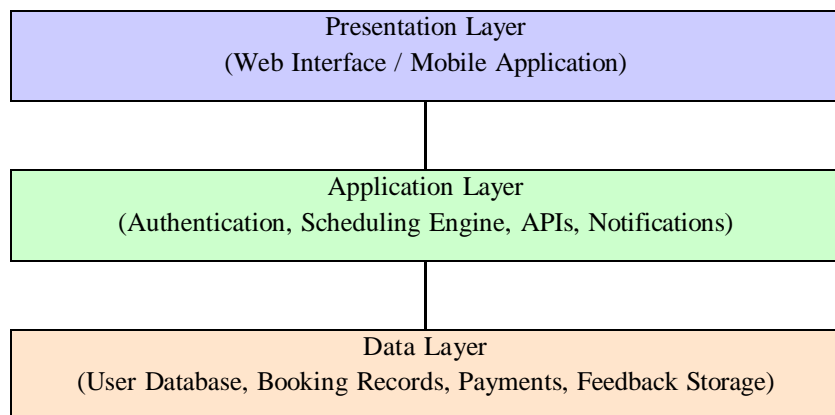 Presentation Layer
(Web Interface / Mobile Application)
Application Layer
(Authentication, Scheduling Engine, APIs, Notifications)
Data Layer
(User Database, Booking Records, Payments, Feedback Storage)